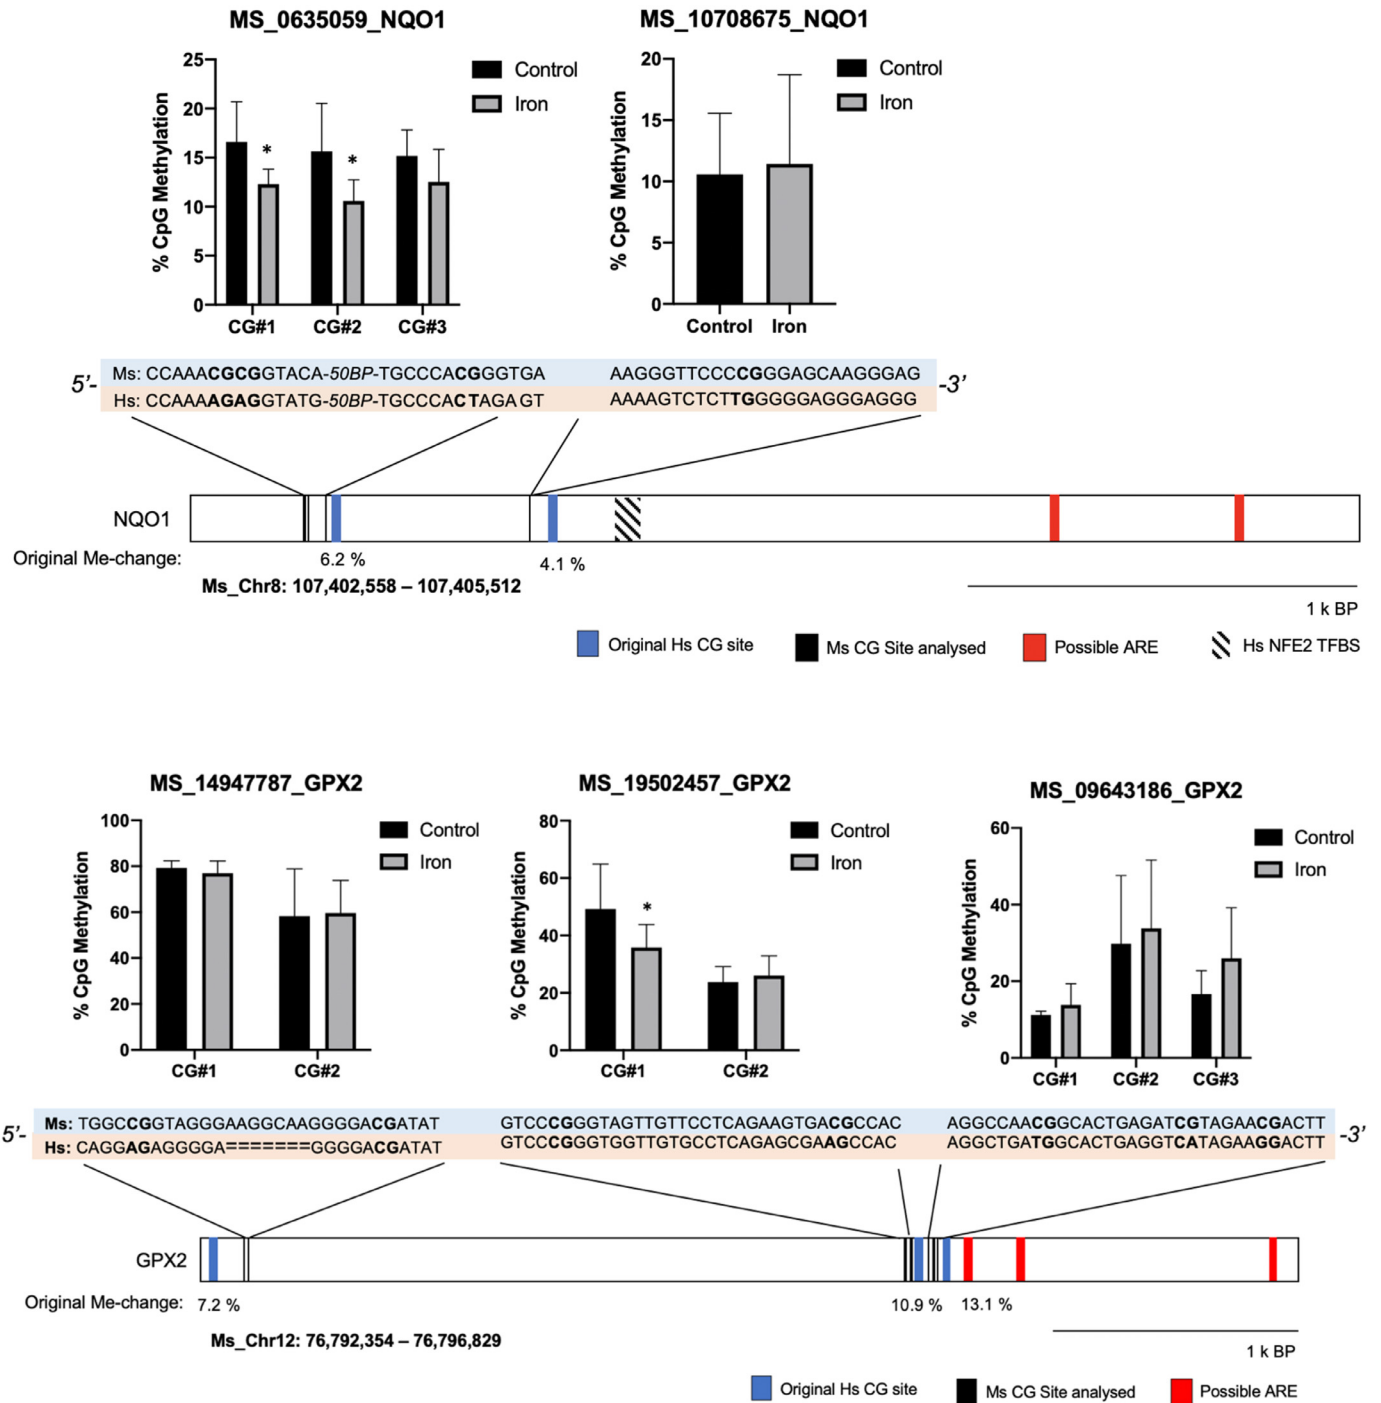 MS_0635059_NQO1
% CpG Methylation
25
20
15
10
5
0
CG#1 CG#2 CG#3
* *
Control
Iron
MS_10708675_NQO1
% CpG Methylation
20
15
10
5
0
Control Iron
Control
Iron
5’-
Ms: CCAAACGCGGTACA-50BP-TGCCCACGGGTGA AAGGGTTCCCCGGGAGCAAGGGAG
Hs: CCAAAAGAGGTATG-50BP-TGCCCACTAGAGT AAAAGTCTCTTGGGGGAGGGAGGG
-3’
NQO1
Original Me-change: 6.2 % 4.1 %
Ms_Chr8: 107,402,558 – 107,405,512
1 k BP
Original Hs CG site Ms CG Site analysed Possible ARE Hs NFE2 TFBS
MS_14947787_GPX2
% CpG Methylation
100
80
60
40
20
0
CG#1 CG#2
Control
Iron
MS_19502457_GPX2
% CpG Methylation
80
60
40
20
0
*
CG#1 CG#2
Control
Iron
MS_09643186_GPX2
% CpG Methylation
60
40
20
0
CG#1 CG#2 CG#3
Control
Iron
5’-
Ms: TGGCCGGTAGGGAAGGCAAGGGGACGATAT GTCCCGGGTAGTTGTTCCTCAGAAGTGACGCCAC AGGCCAACGGCACTGAGATCGTAGAACGACTT
Hs: CAGGAGAGGGGA=======GGGGACGATAT GTCCCGGGTGGTTGTGCCTCAGAGCGAAGCCAC AGGCTGATGGCACTGAGGTCATAGAAGGACTT
-3’
GPX2
Original Me-change: 7.2 % 10.9 % 13.1 %
Ms_Chr12: 76,792,354 – 76,796,829
1 k BP
Original Hs CG site Ms CG Site analysed Possible ARE